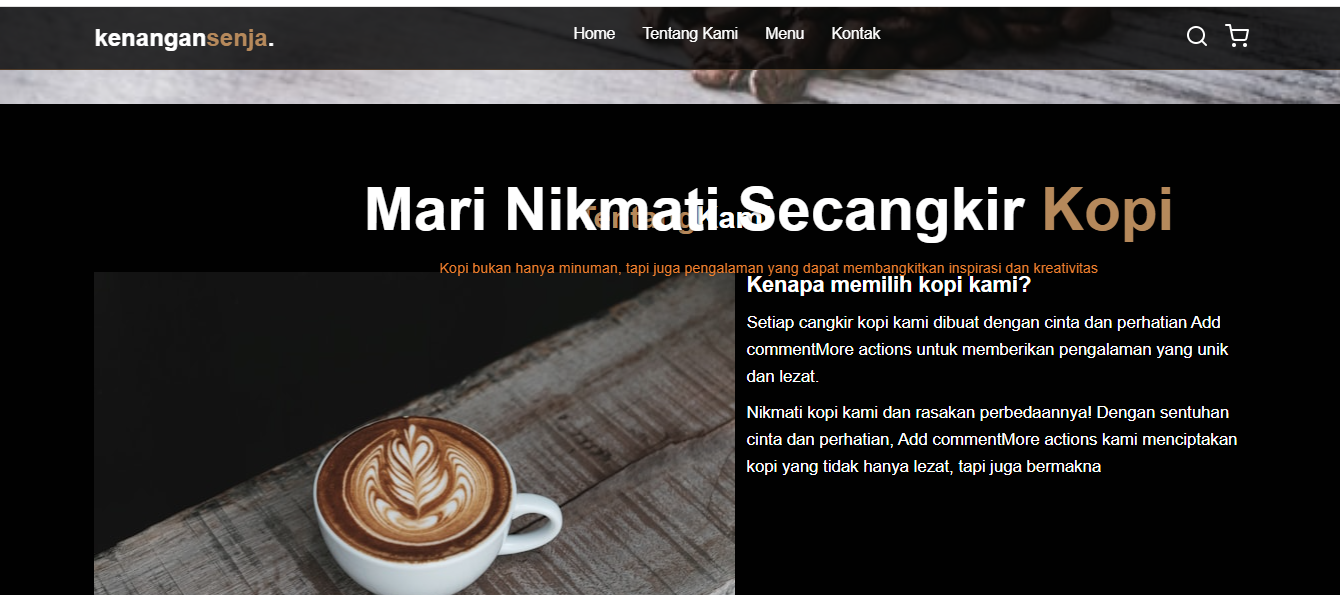 kenangansenja.
Home Tentang Kami Menu Kontak
Mari Nikmati Secangkir Kopi
Tentang Kami
Kopi bukan hanya minuman, tapi juga pengalaman yang dapat membangkitkan inspirasi dan kreativitas
Kenapa memilih kopi kami?
Setiap cangkir kopi kami dibuat dengan cinta dan perhatian Add
commentMore actions untuk memberikan pengalaman yang unik
dan lezat.
Nikmati kopi kami dan rasakan perbedaannya! Dengan sentuhan
cinta dan perhatian, Add commentMore actions kami menciptakan
kopi yang tidak hanya lezat, tapi juga bermakna